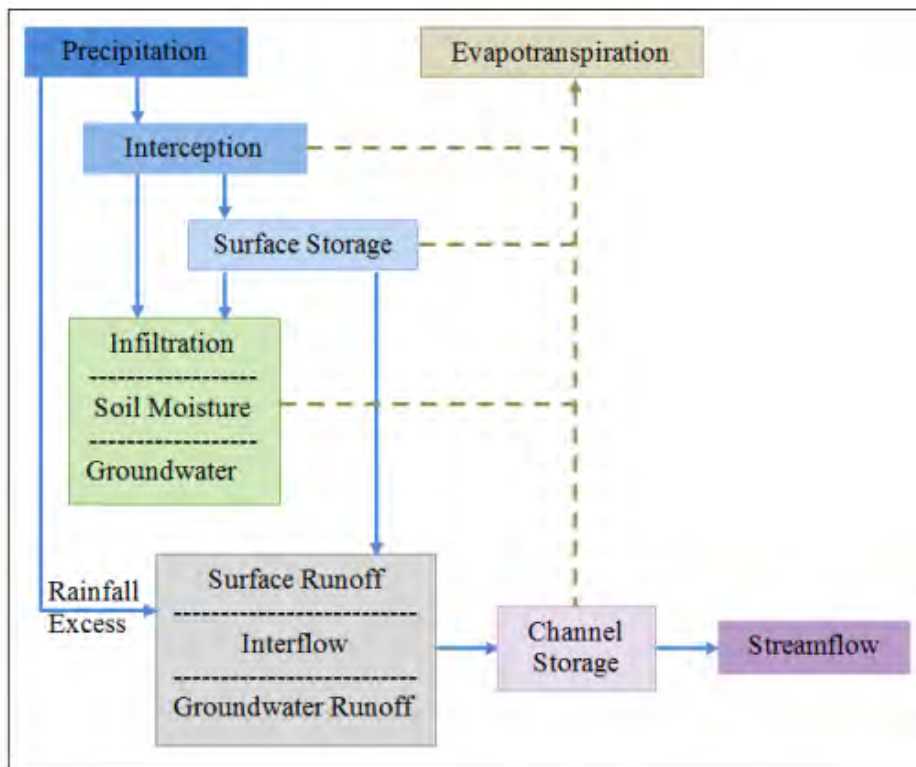 Precipitation
Evapotranspiration
Interception
Surface Storage
Infiltration
Soil Moisture
Groundwater
Rainfall
Excess
Surface Runoff
Interflow
Groundwater Runoff
Channel
Storage
Streamflow